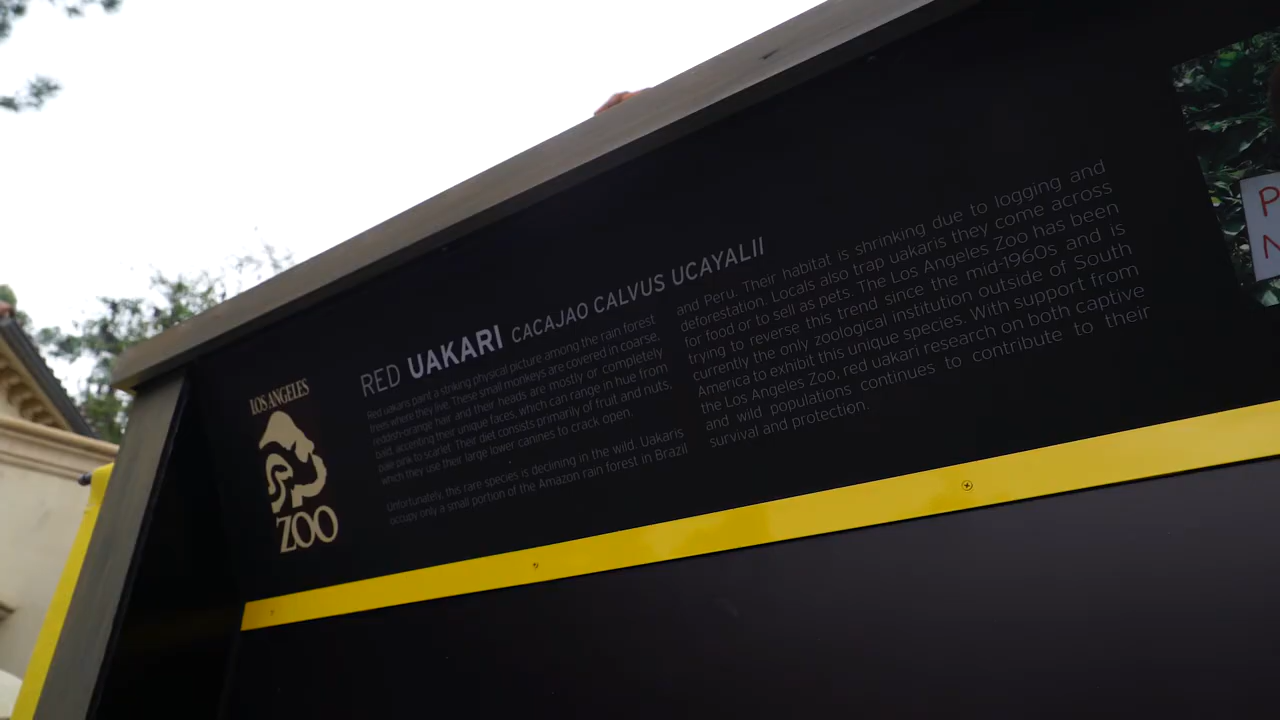 LOS ANGELES
ZOO
RED UAKARI CACAJAO CALVUS UCAYALII
Red uakaris paint a striking physical picture among the rain forest
trees where they live. These small monkeys are covered in coarse,
reddish-orange hair and their heads are mostly or completely
bald accenting their unique faces, which can range in hue from
pale pink to scarlet. Their diet consists primarily of fruit and nuts,
which they use their large lower canines to crack open.
Unfortunately, this rare species is declining in the wild. Uakaris
occupy only a small portion of the Amazon rain forest in Brazil
and Peru. Their habitat is shrinking due to logging and
deforestation. Locals also trap uakaris they come across
for food or to sell as pets. The Los Angeles Zoo has been
trying to reverse this trend since the mid-1960s and is
currently the only zoological institution outside of South
America to exhibit this unique species. With support from
the Los Angeles Zoo, red uakari research on both captive
and wild populations continues to contribute to their
survival and protection.
P
N